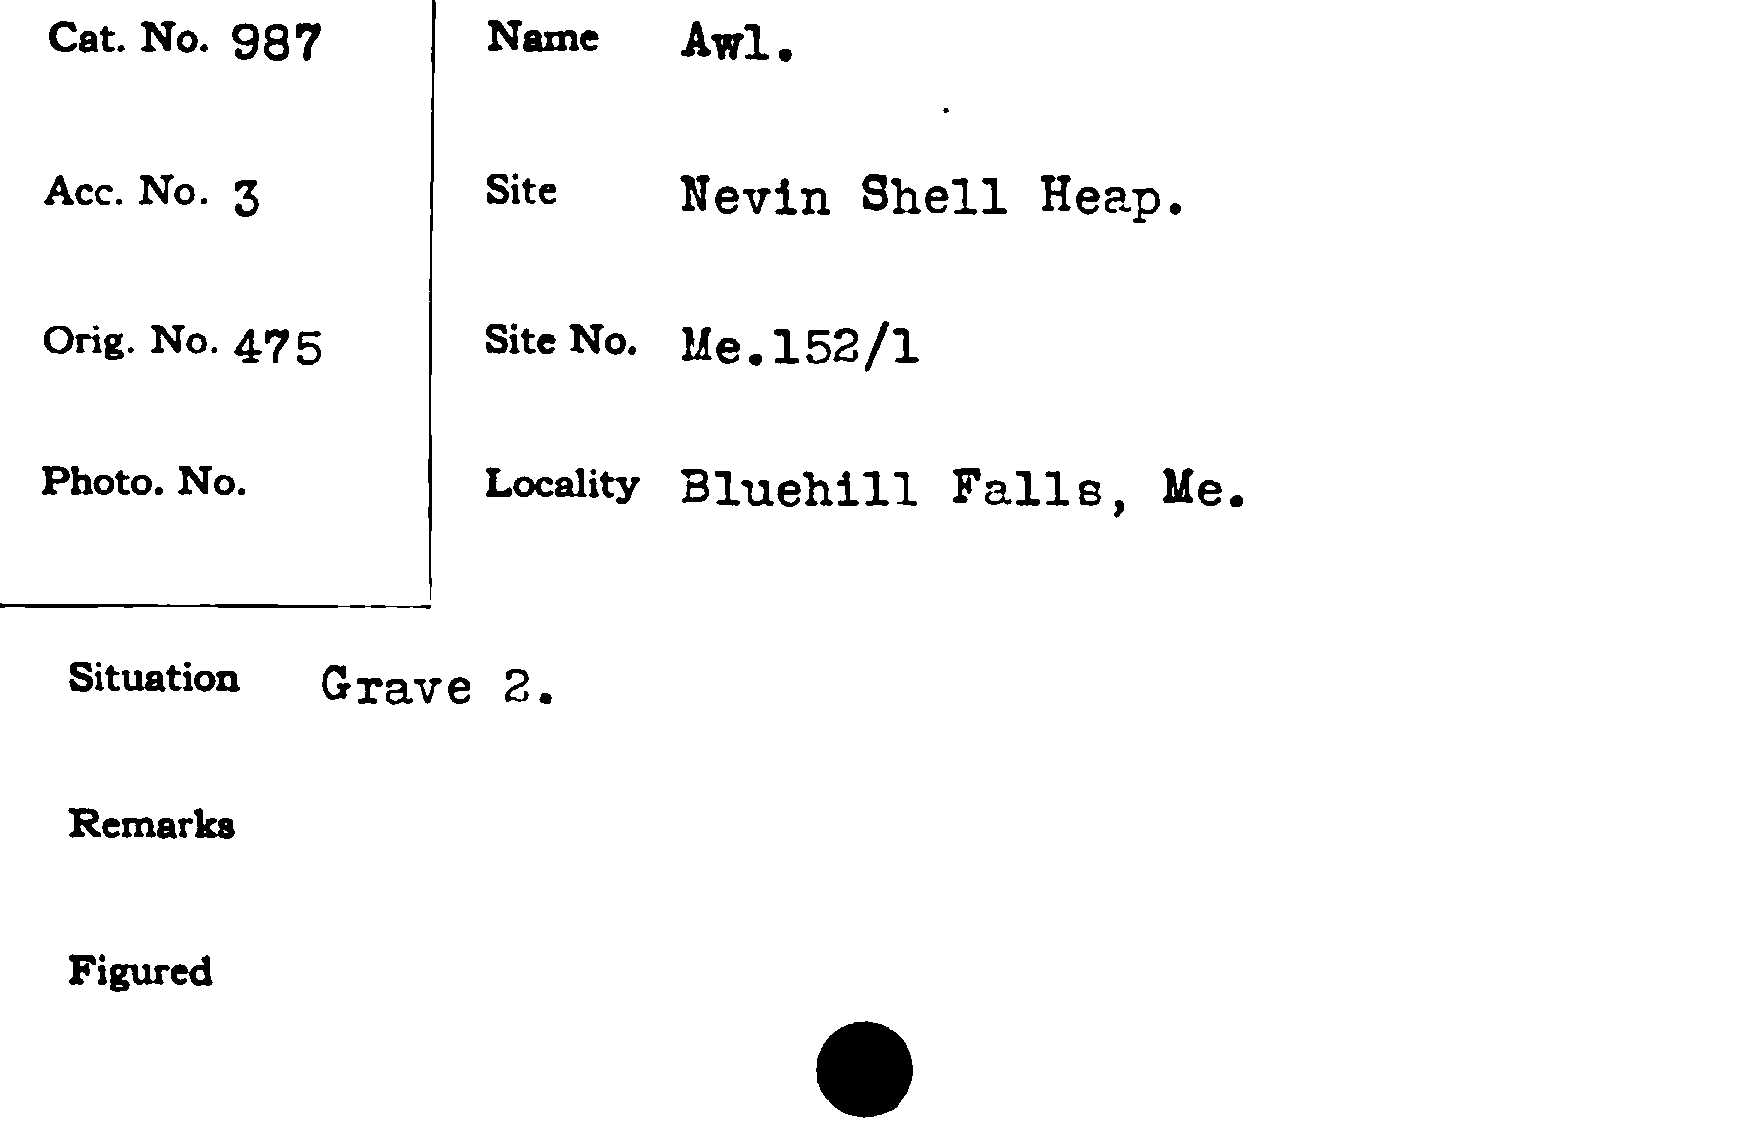 Cat. No. 987
Name Awl.
Acc. No. 3
Site Nevin Shell Heap.
Orig. No. 475
Site No. Me.152/1
Photo. No.
Locality Bluehill Falls, Me.
Situation Grave 2.
Remarks
Figured